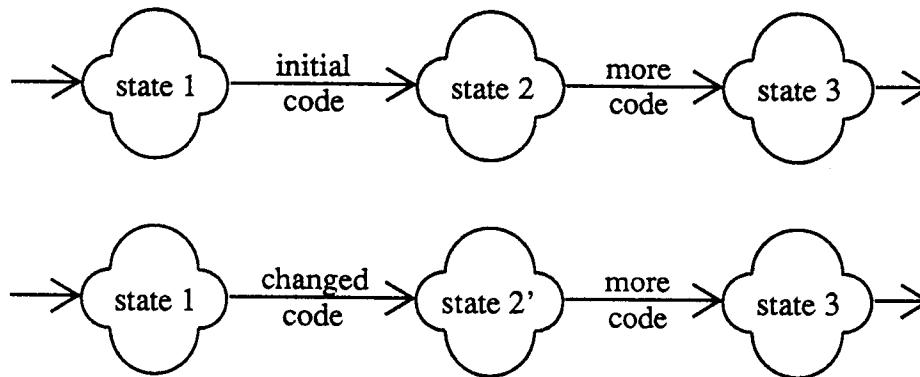 state 1
initial
code
state 2
more
code
state 3
state 1
changed
code
state 2'
more
code
state 3